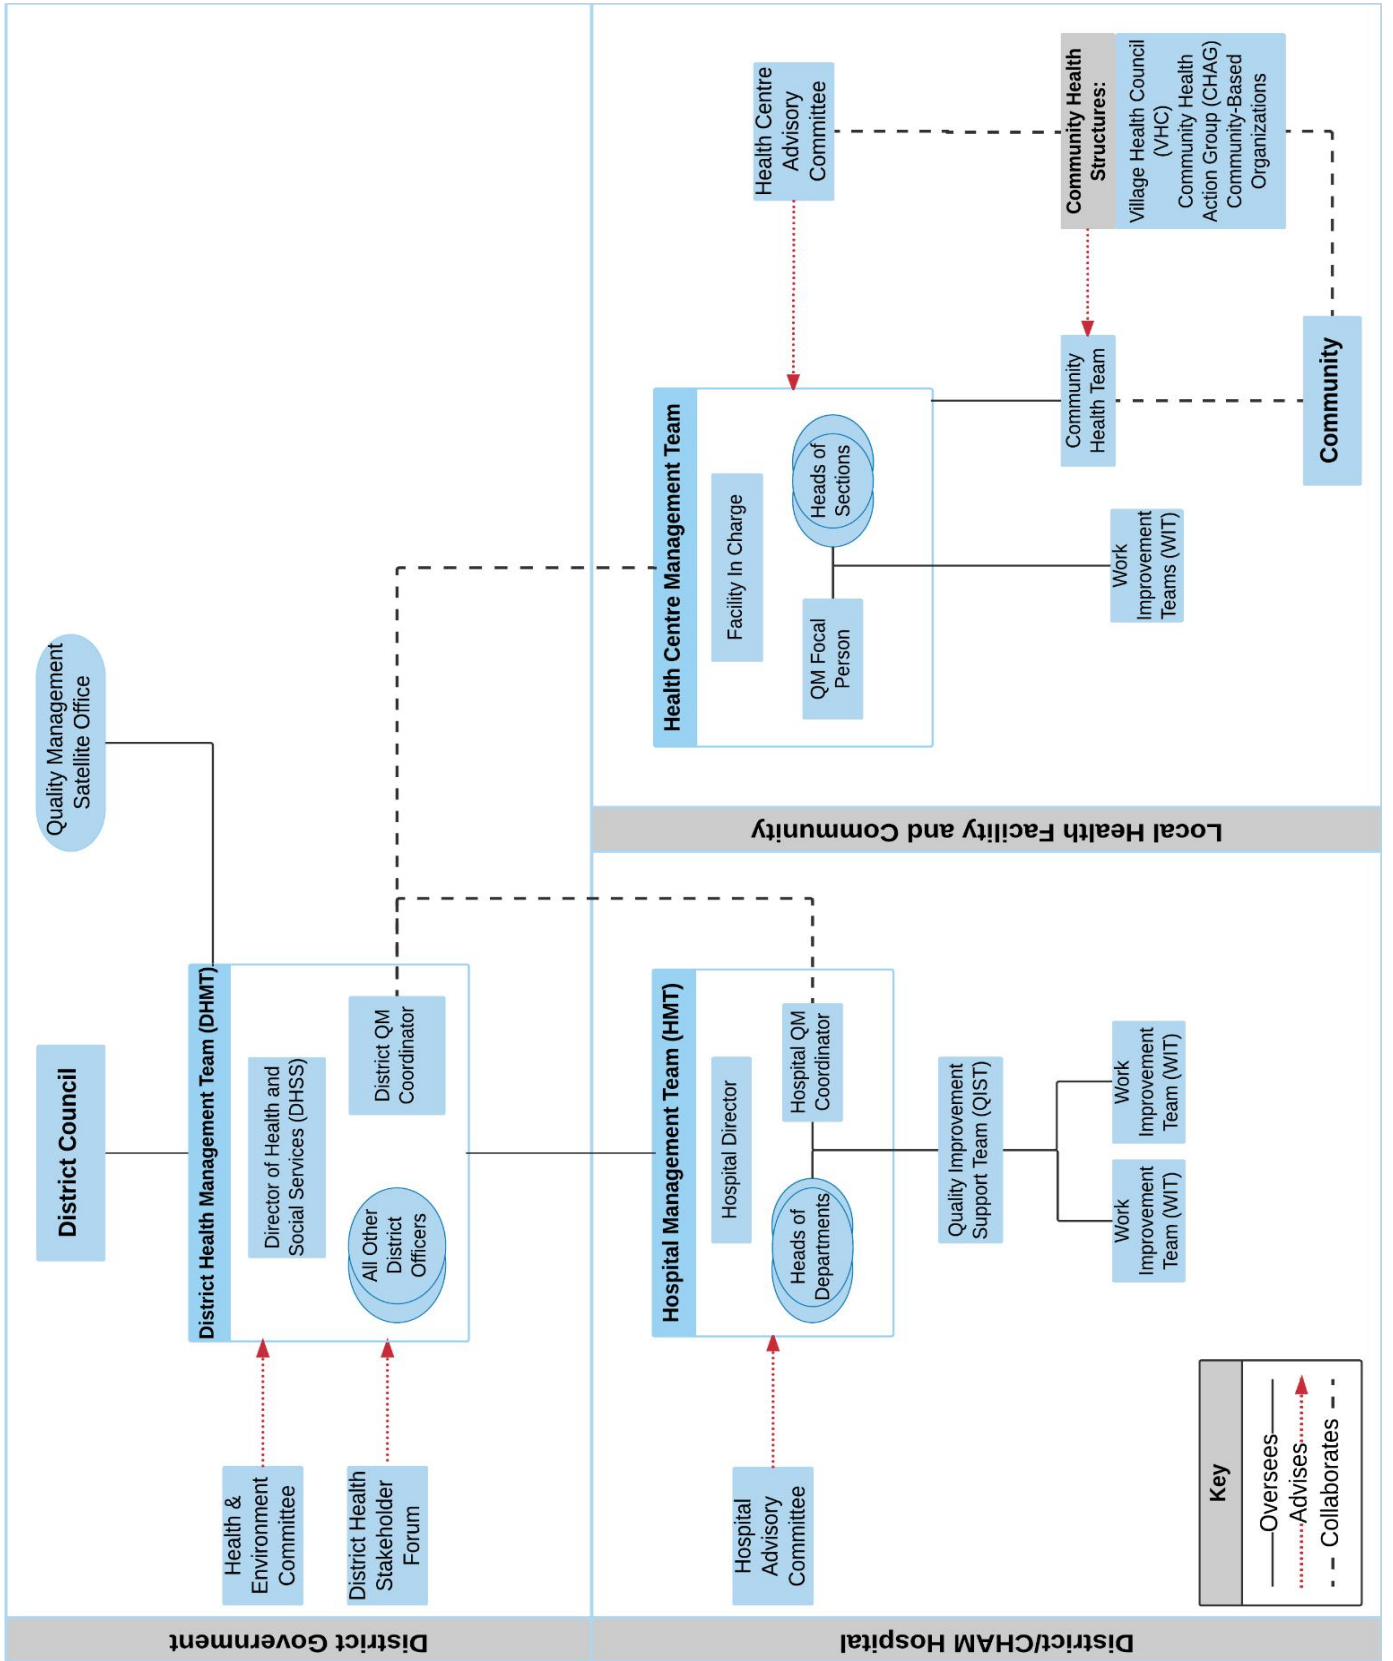 District Government
District Council
Quality Management
Satellite Office
Health &
Environment
Committee
District Health
Stakeholder
Forum
District Health Management Team (DHMT)
Director of Health and
Social Services (DHSS)
All Other
District
Officers
District QM
Coordinator
District/CHAM Hospital
Hospital
Advisory
Committee
Hospital Management Team (HMT)
Hospital Director
Heads of
Departments
Hospital QM
Coordinator
Quality Improvement
Support Team (QIST)
Work
Improvement
Team (WIT)
Work
Improvement
Team (WIT)
Key
Oversees
Advises
Collaborates
Local Health Facility and Community
Health Centre Management Team
Facility In Charge
QM Focal
Person
Heads of
Sections
Work
Improvement
Teams (WIT)
Health Centre
Advisory
Committee
Community
Health Team
Community Health
Structures:
Village Health Council
(VHC)
Community Health
Action Group (CHAG)
Community-Based
Organizations
Community